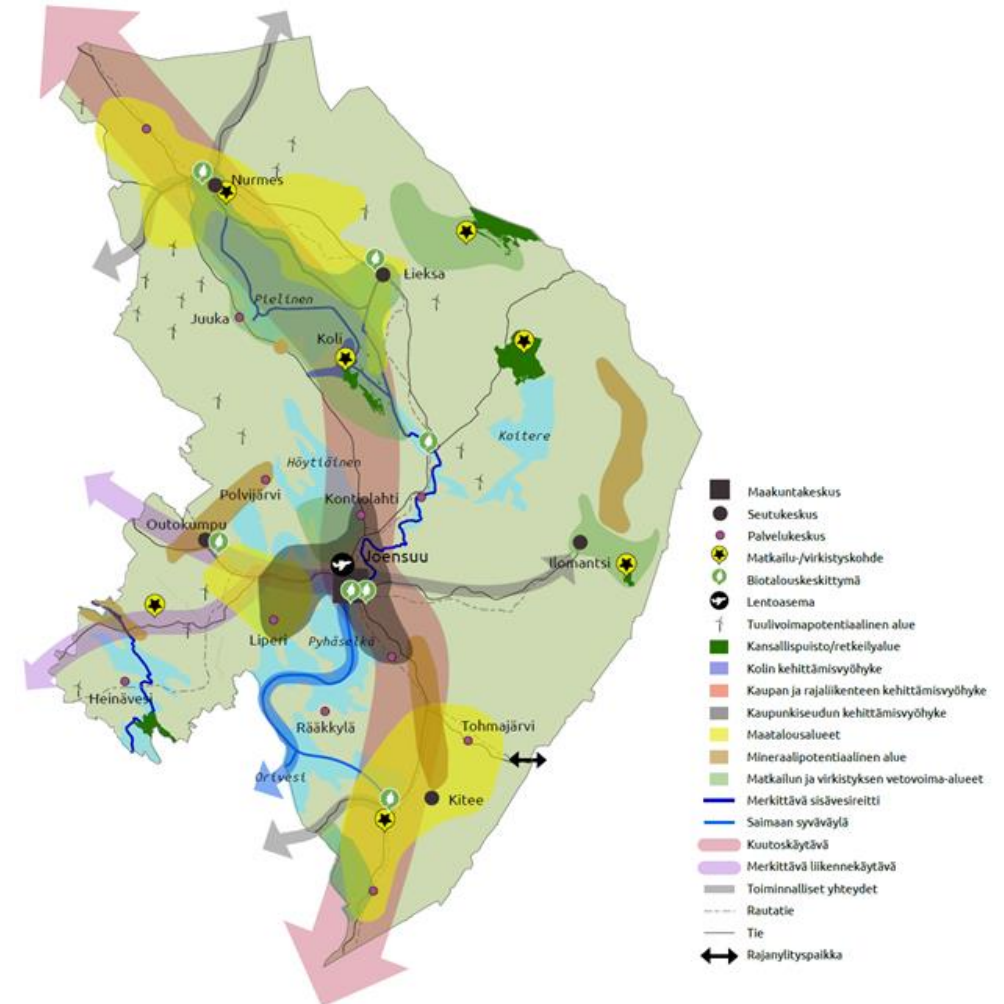 Nurmes
Lieksa
Pielinen
Juuka
Koli
Koitere
Höytiäinen
Polvijärvi
Kontiolahti
Outokumpu
Joensuu
Ilomantsi
Liperi
Pyhäselkä
Heinävesi
Rääkkylä
Tohmajärvi
Orivesi
Kitee
Maakuntakeskus
Seutukeskus
Palvelukeskus
Matkailu-/virkistyskohde
Biotalouskeskittymä
Lentoasema
Tuulivoimapotentiaalinen alue
Kansallispuisto/retkeilyalue
Kolin kehittämisvyöhyke
Kaupan ja rajaliikenteen kehittämisvyöhyke
Kaupunkiseudun kehittämisvyöhyke
Maatalousalueet
Mineraalipotentiaalinen alue
Matkailun ja virkistyksen vetovoima-alueet
Merkittävä sisävesireitti
Saimaan syväväylä
Kuutoskäytävä
Merkittävä liikennekäytävä
Toiminnalliset yhteydet
Rautatie
Tie
Rajanylityspaikka